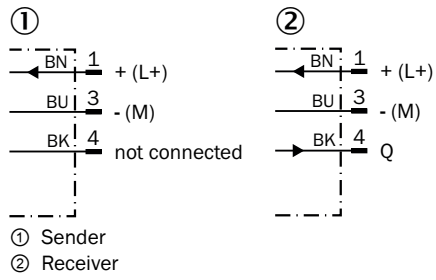 ① ②
BN 1 + (L+) BN 1 + (L+)
BU 3 - (M) BU 3 - (M)
BK 4 not connected BK 4 Q
① Sender
② Receiver